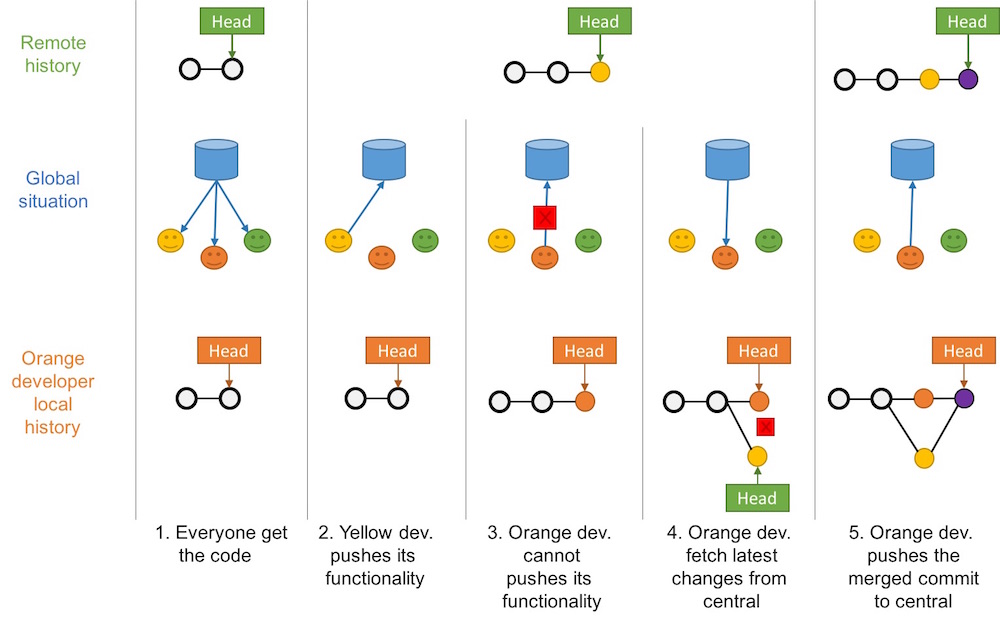 Remote
history
Head
Head
Head
Global
situation
X
Orange
developer
local
history
Head
Head
Head
Head
Head
X
Head
1. Everyone get
the code
2. Yellow dev.
pushes its
functionality
3. Orange dev.
cannot
pushes its
functionality
4. Orange dev.
fetch latest
changes from
central
5. Orange dev.
pushes the
merged commit
to central